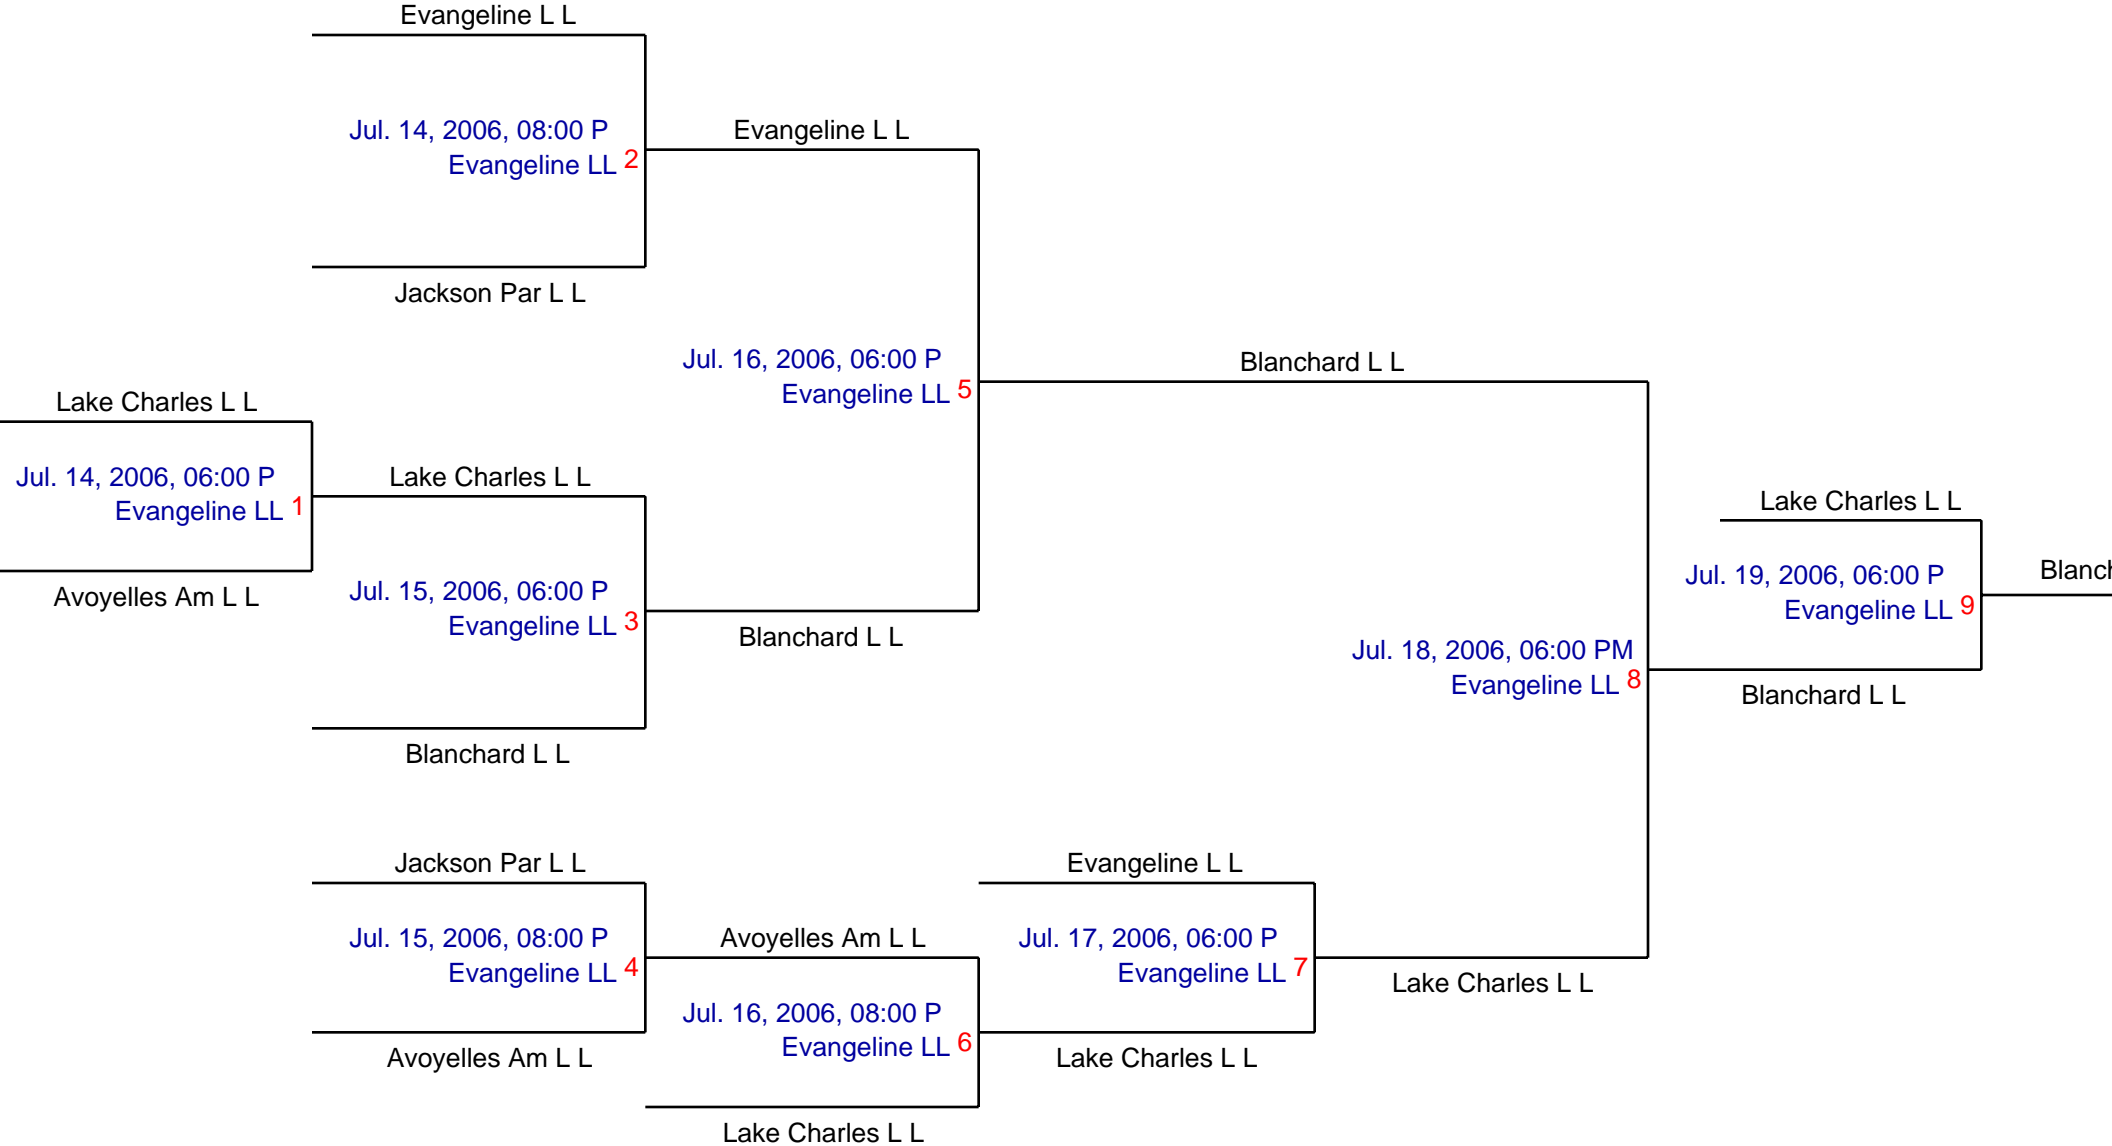 Evangeline L L
Jul. 14, 2006, 08:00 P
Evangeline LL 2
Evangeline L L
Jackson Par L L
Jul. 16, 2006, 06:00 P
Evangeline LL 5
Blanchard L L
Lake Charles L L
Jul. 14, 2006, 06:00 P
Evangeline LL 1
Lake Charles L L
Avoyelles Am L L
Jul. 15, 2006, 06:00 P
Evangeline LL 3
Blanchard L L
Blanchard L L
Lake Charles L L
Jul. 19, 2006, 06:00 P
Evangeline LL 9
Blanch
Jul. 18, 2006, 06:00 PM
Evangeline LL 8
Blanchard L L
Jackson Par L L
Jul. 15, 2006, 08:00 P
Evangeline LL 4
Avoyelles Am L L
Avoyelles Am L L
Jul. 16, 2006, 08:00 P
Evangeline LL 6
Lake Charles L L
Evangeline L L
Jul. 17, 2006, 06:00 P
Evangeline LL 7
Lake Charles L L
Lake Charles L L